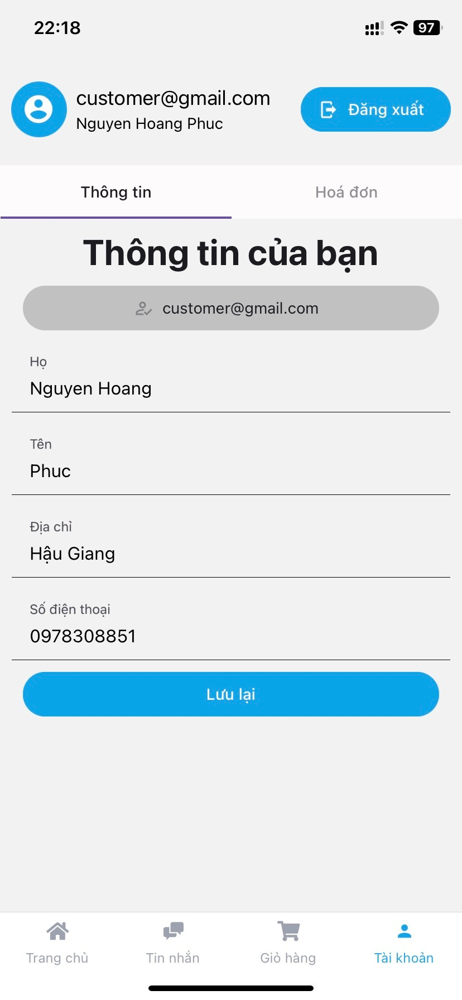 22:18
97
customer@gmail.com
Nguyen Hoang Phuc
Đăng xuất
Thông tin
Hoá đơn
Thông tin của bạn
customer@gmail.com
Họ
Nguyen Hoang
Tên
Phuc
Địa chỉ
Hậu Giang
Số điện thoại
0978308851
Lưu lại
Trang chủ
Tin nhắn
Giỏ hàng
Tài khoản